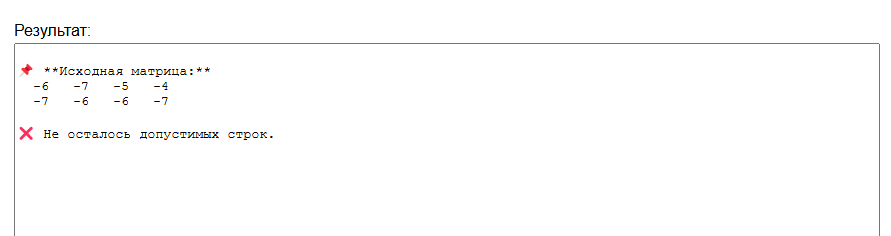 Результат:
📌 **Исходная матрица:**
-6 -7 -5 -4
-7 -6 -6 -7
❌ Не осталось допустимых строк.